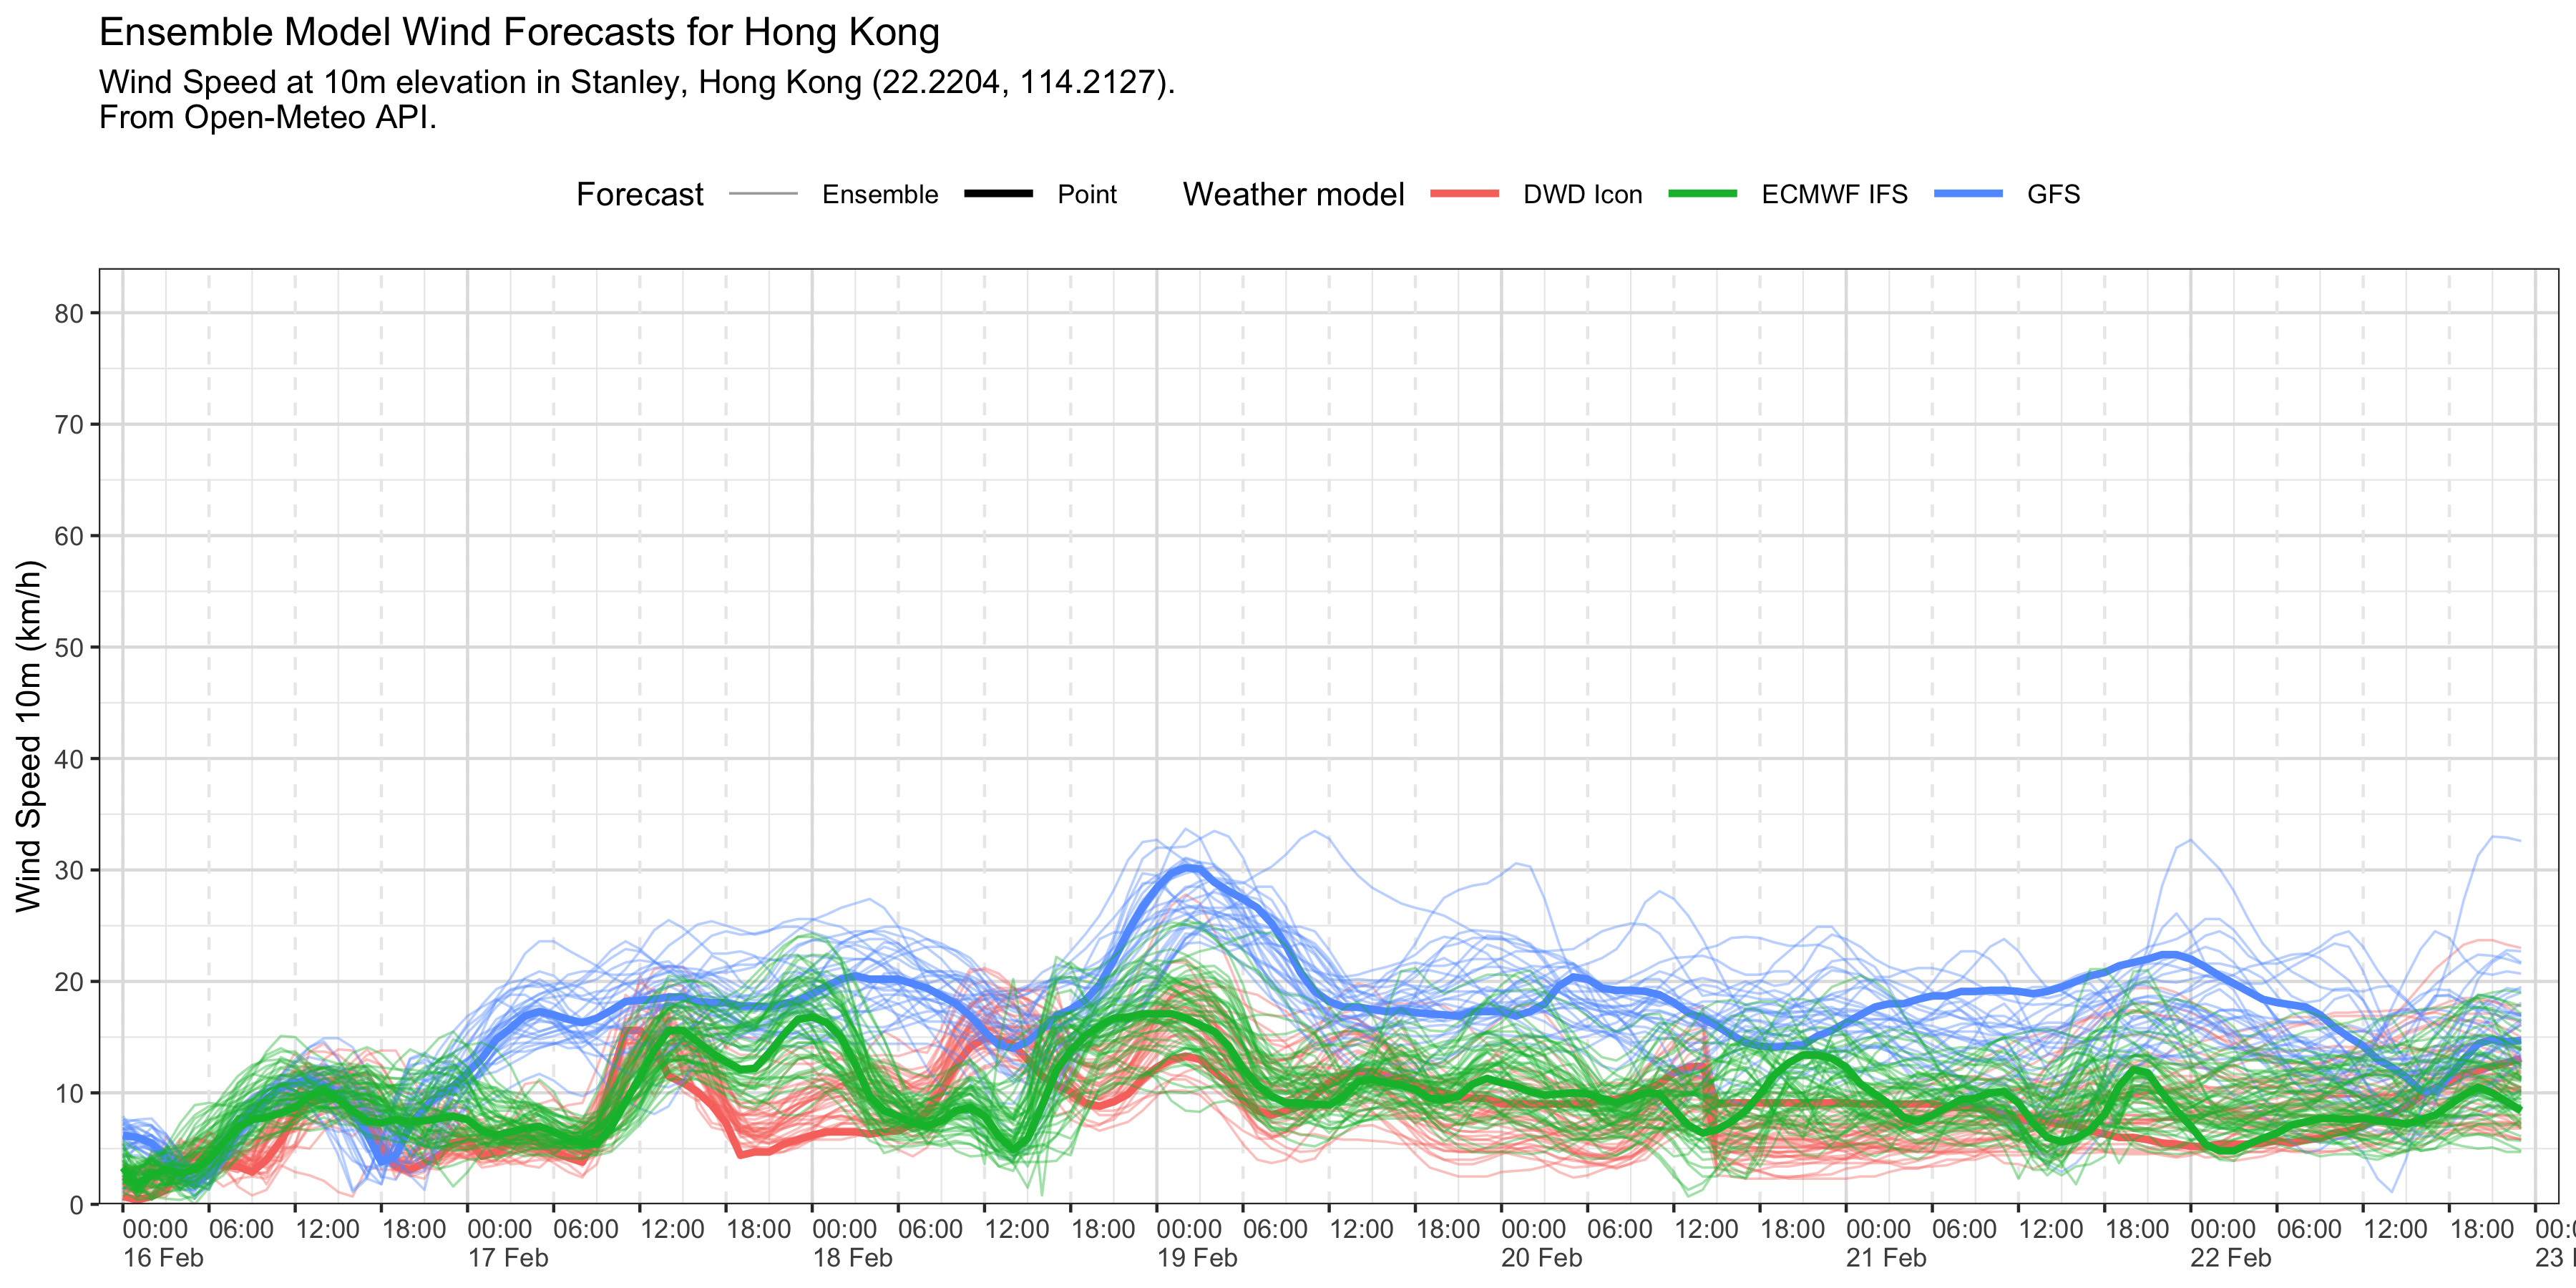 Ensemble Model Wind Forecasts for Hong Kong
Wind Speed at 10m elevation in Stanley, Hong Kong (22.2204, 114.2127).
From Open-Meteo API.
Forecast Ensemble Point Weather model DWD Icon ECMWF IFS GFS
Wind Speed 10m (km/h)
80
70
60
50
40
30
20
10
0
00:00 06:00 12:00 18:00 00:00 06:00 12:00 18:00 00:00 06:00 12:00 18:00 00:00 06:00 12:00 18:00 00:00 06:00 12:00 18:00 00:00 06:00 12:00 18:00 00:00 06:00 12:00 18:00
16 Feb 17 Feb 18 Feb 19 Feb 20 Feb 21 Feb 22 Feb 23